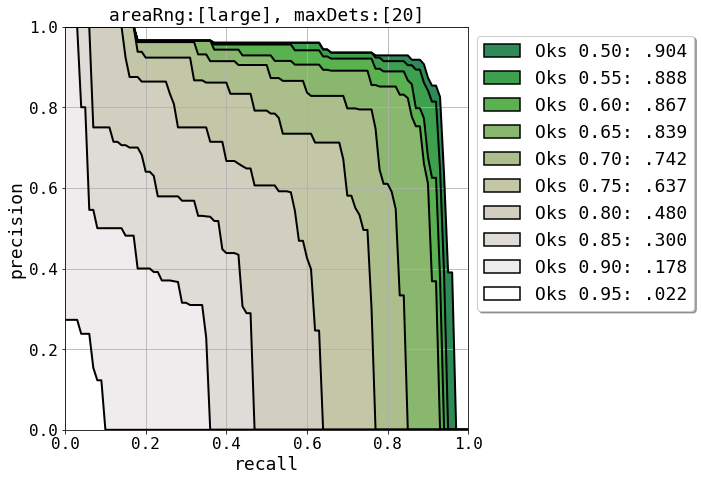 areaRng:[large], maxDets:[20]
1.0
0.8
0.6
0.4
0.2
0.0
precision
0.0 0.2 0.4 0.6 0.8 1.0
recall
Oks 0.50: .904
Oks 0.55: .888
Oks 0.60: .867
Oks 0.65: .839
Oks 0.70: .742
Oks 0.75: .637
Oks 0.80: .480
Oks 0.85: .300
Oks 0.90: .178
Oks 0.95: .022